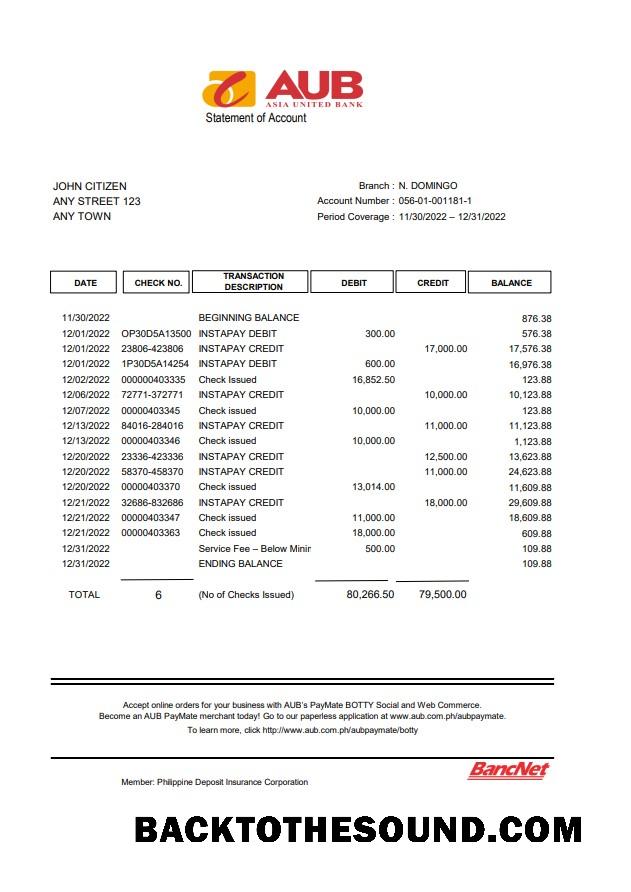 AUB
ASIA UNITED BANK
Statement of Account
JOHN CITIZEN
ANY STREET 123
ANY TOWN
Branch : N. DOMINGO
Account Number : 056-01-001181-1
Period Coverage : 11/30/2022 – 12/31/2022
DATE CHECK NO. TRANSACTION DESCRIPTION DEBIT CREDIT BALANCE
11/30/2022 BEGINNING BALANCE 876.38
12/01/2022 OP30D5A13500 INSTAPAY DEBIT 300.00 576.38
12/01/2022 23806-423806 INSTAPAY CREDIT 17,000.00 17,576.38
12/01/2022 1P30D5A14254 INSTAPAY DEBIT 600.00 16,976.38
12/02/2022 000000403335 Check Issued 16,852.50 123.88
12/06/2022 72771-372771 INSTAPAY CREDIT 10,000.00 10,123.88
12/07/2022 00000403345 Check issued 10,000.00 123.88
12/13/2022 84016-284016 INSTAPAY CREDIT 11,000.00 11,123.88
12/13/2022 00000403346 Check issued 10,000.00 1,123.88
12/20/2022 23336-423336 INSTAPAY CREDIT 12,500.00 13,623.88
12/20/2022 58370-458370 INSTAPAY CREDIT 11,000.00 24,623.88
12/20/2022 00000403370 Check issued 13,014.00 11,609.88
12/21/2022 32686-832686 INSTAPAY CREDIT 18,000.00 29,609.88
12/21/2022 00000403347 Check issued 11,000.00 18,609.88
12/21/2022 00000403363 Check issued 18,000.00 609.88
12/31/2022 Service Fee – Below Minir 500.00 109.88
12/31/2022 ENDING BALANCE 109.88
TOTAL 6 (No of Checks Issued) 80,266.50 79,500.00
Accept online orders for your business with AUB's PayMate BOTTY Social and Web Commerce.
Become an AUB PayMate merchant today! Go to our paperless application at www.aub.com.ph/aubpaymate.
To learn more, click http://www.aub.com.ph/aubpaymate/botty
BancNet
Member: Philippine Deposit Insurance Corporation
BACKTOTHESOUND.COM